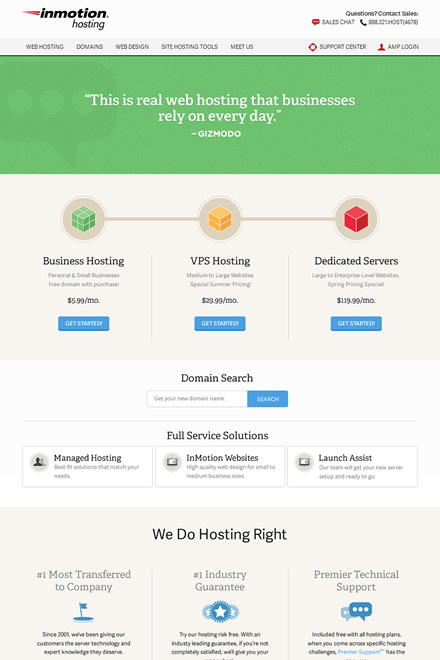 inmotion
hosting
Questions? Contact Sales:
SALES CHAT 888.321.HOST(4678)
WEB HOSTING DOMAINS WEB DESIGN SITE HOSTING TOOLS MEET US SUPPORT CENTER AMP LOGIN
“This is real web hosting that businesses
rely on every day.”
– GIZMODO
Business Hosting VPS Hosting Dedicated Servers
Personal & Small Businesses Medium to Large Websites Large to Enterprise-Level Websites.
Free domain with purchase! Special Summer Pricing! Spring Pricing Special!
$5.99/mo. $29.99/mo. $119.99/mo.
GET STARTED! GET STARTED! GET STARTED!
Domain Search
Get your new domain name. SEARCH
Full Service Solutions
Managed Hosting InMotion Websites Launch Assist
Best-fit solutions that match your High quality web design for small to Our team will get your new server
needs. medium business sizes. setup and ready to go.
We Do Hosting Right
#1 Most Transferred #1 Industry Premier Technical
to Company Guarantee Support
Since 2001, we've been giving our Try our hosting risk free. With an Included free with all hosting plans,
customers the server technology and industry leading guarantee, if you're not when you come across specific hosting
expert knowledge they deserve. completely satisfied, we'll give you your challenges, Premier Support has the